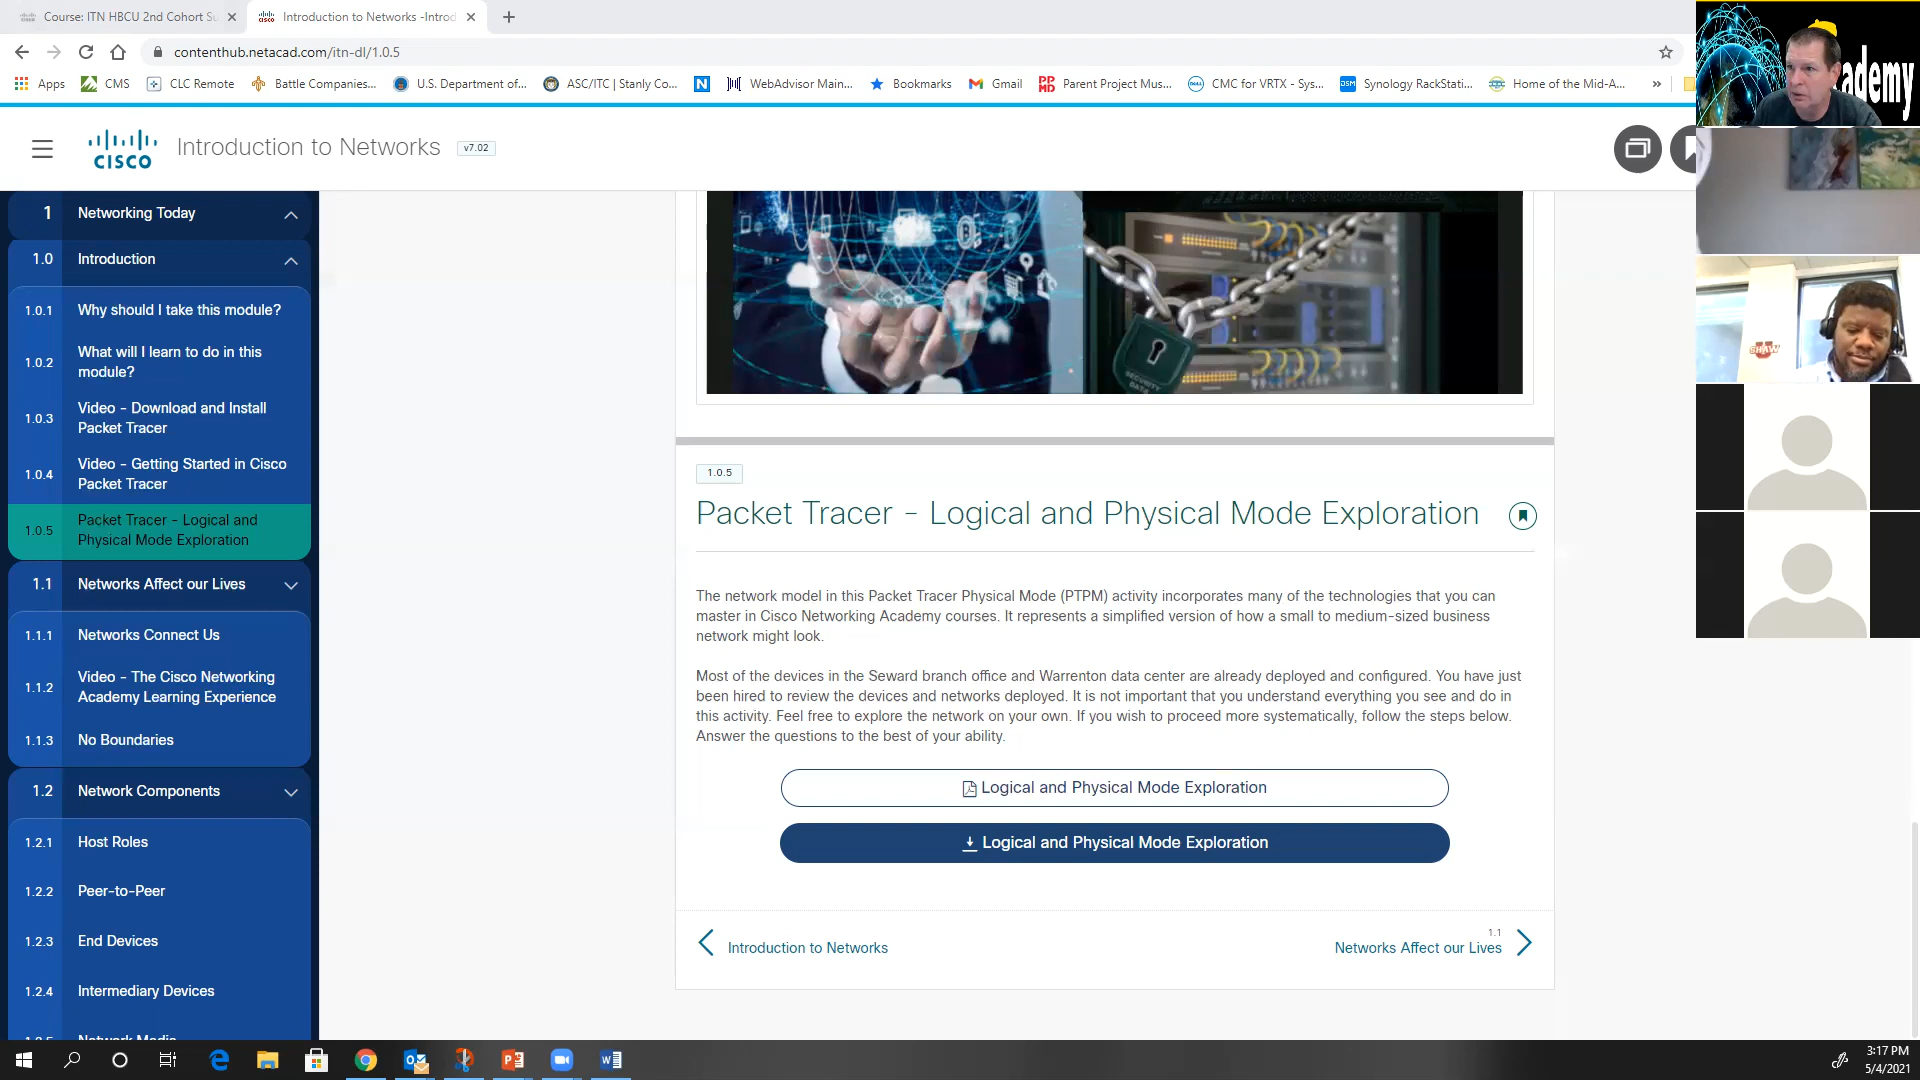 Course: ITN HBCU 2nd Cohort Su
Introduction to Networks -Introd
contenthub.netacad.com/itn-dl/1.0.5
Apps
CMS
CLC Remote
Battle Companies...
U.S. Department of...
ASC/ITC | Stanly Co...
N
WebAdvisor Main...
Bookmarks
Gmail
Parent Project Mus...
CMC for VRTX - Sys...
Synology RackStati...
Home of the Mid-A...
»
cademy
CISCO
Introduction to Networks
v7.02
1 Networking Today
1.0 Introduction
1.0.1 Why should I take this module?
1.0.2 What will I learn to do in this
module?
1.0.3 Video - Download and Install
Packet Tracer
1.0.4 Video - Getting Started in Cisco
Packet Tracer
1.0.5 Packet Tracer - Logical and
Physical Mode Exploration
1.1 Networks Affect our Lives
1.1.1 Networks Connect Us
1.1.2 Video - The Cisco Networking
Academy Learning Experience
1.1.3 No Boundaries
1.2 Network Components
1.2.1 Host Roles
1.2.2 Peer-to-Peer
1.2.3 End Devices
1.2.4 Intermediary Devices
SECURITY
DATA
SHAW
1.0.5
Packet Tracer - Logical and Physical Mode Exploration
The network model in this Packet Tracer Physical Mode (PTPM) activity incorporates many of the technologies that you can
master in Cisco Networking Academy courses. It represents a simplified version of how a small to medium-sized business
network might look.
Most of the devices in the Seward branch office and Warrenton data center are already deployed and configured. You have just
been hired to review the devices and networks deployed. It is not important that you understand everything you see and do in
this activity. Feel free to explore the network on your own. If you wish to proceed more systematically, follow the steps below.
Answer the questions to the best of your ability.
Logical and Physical Mode Exploration
Logical and Physical Mode Exploration
Introduction to Networks
1.1
Networks Affect our Lives
3:17 PM
5/4/2021